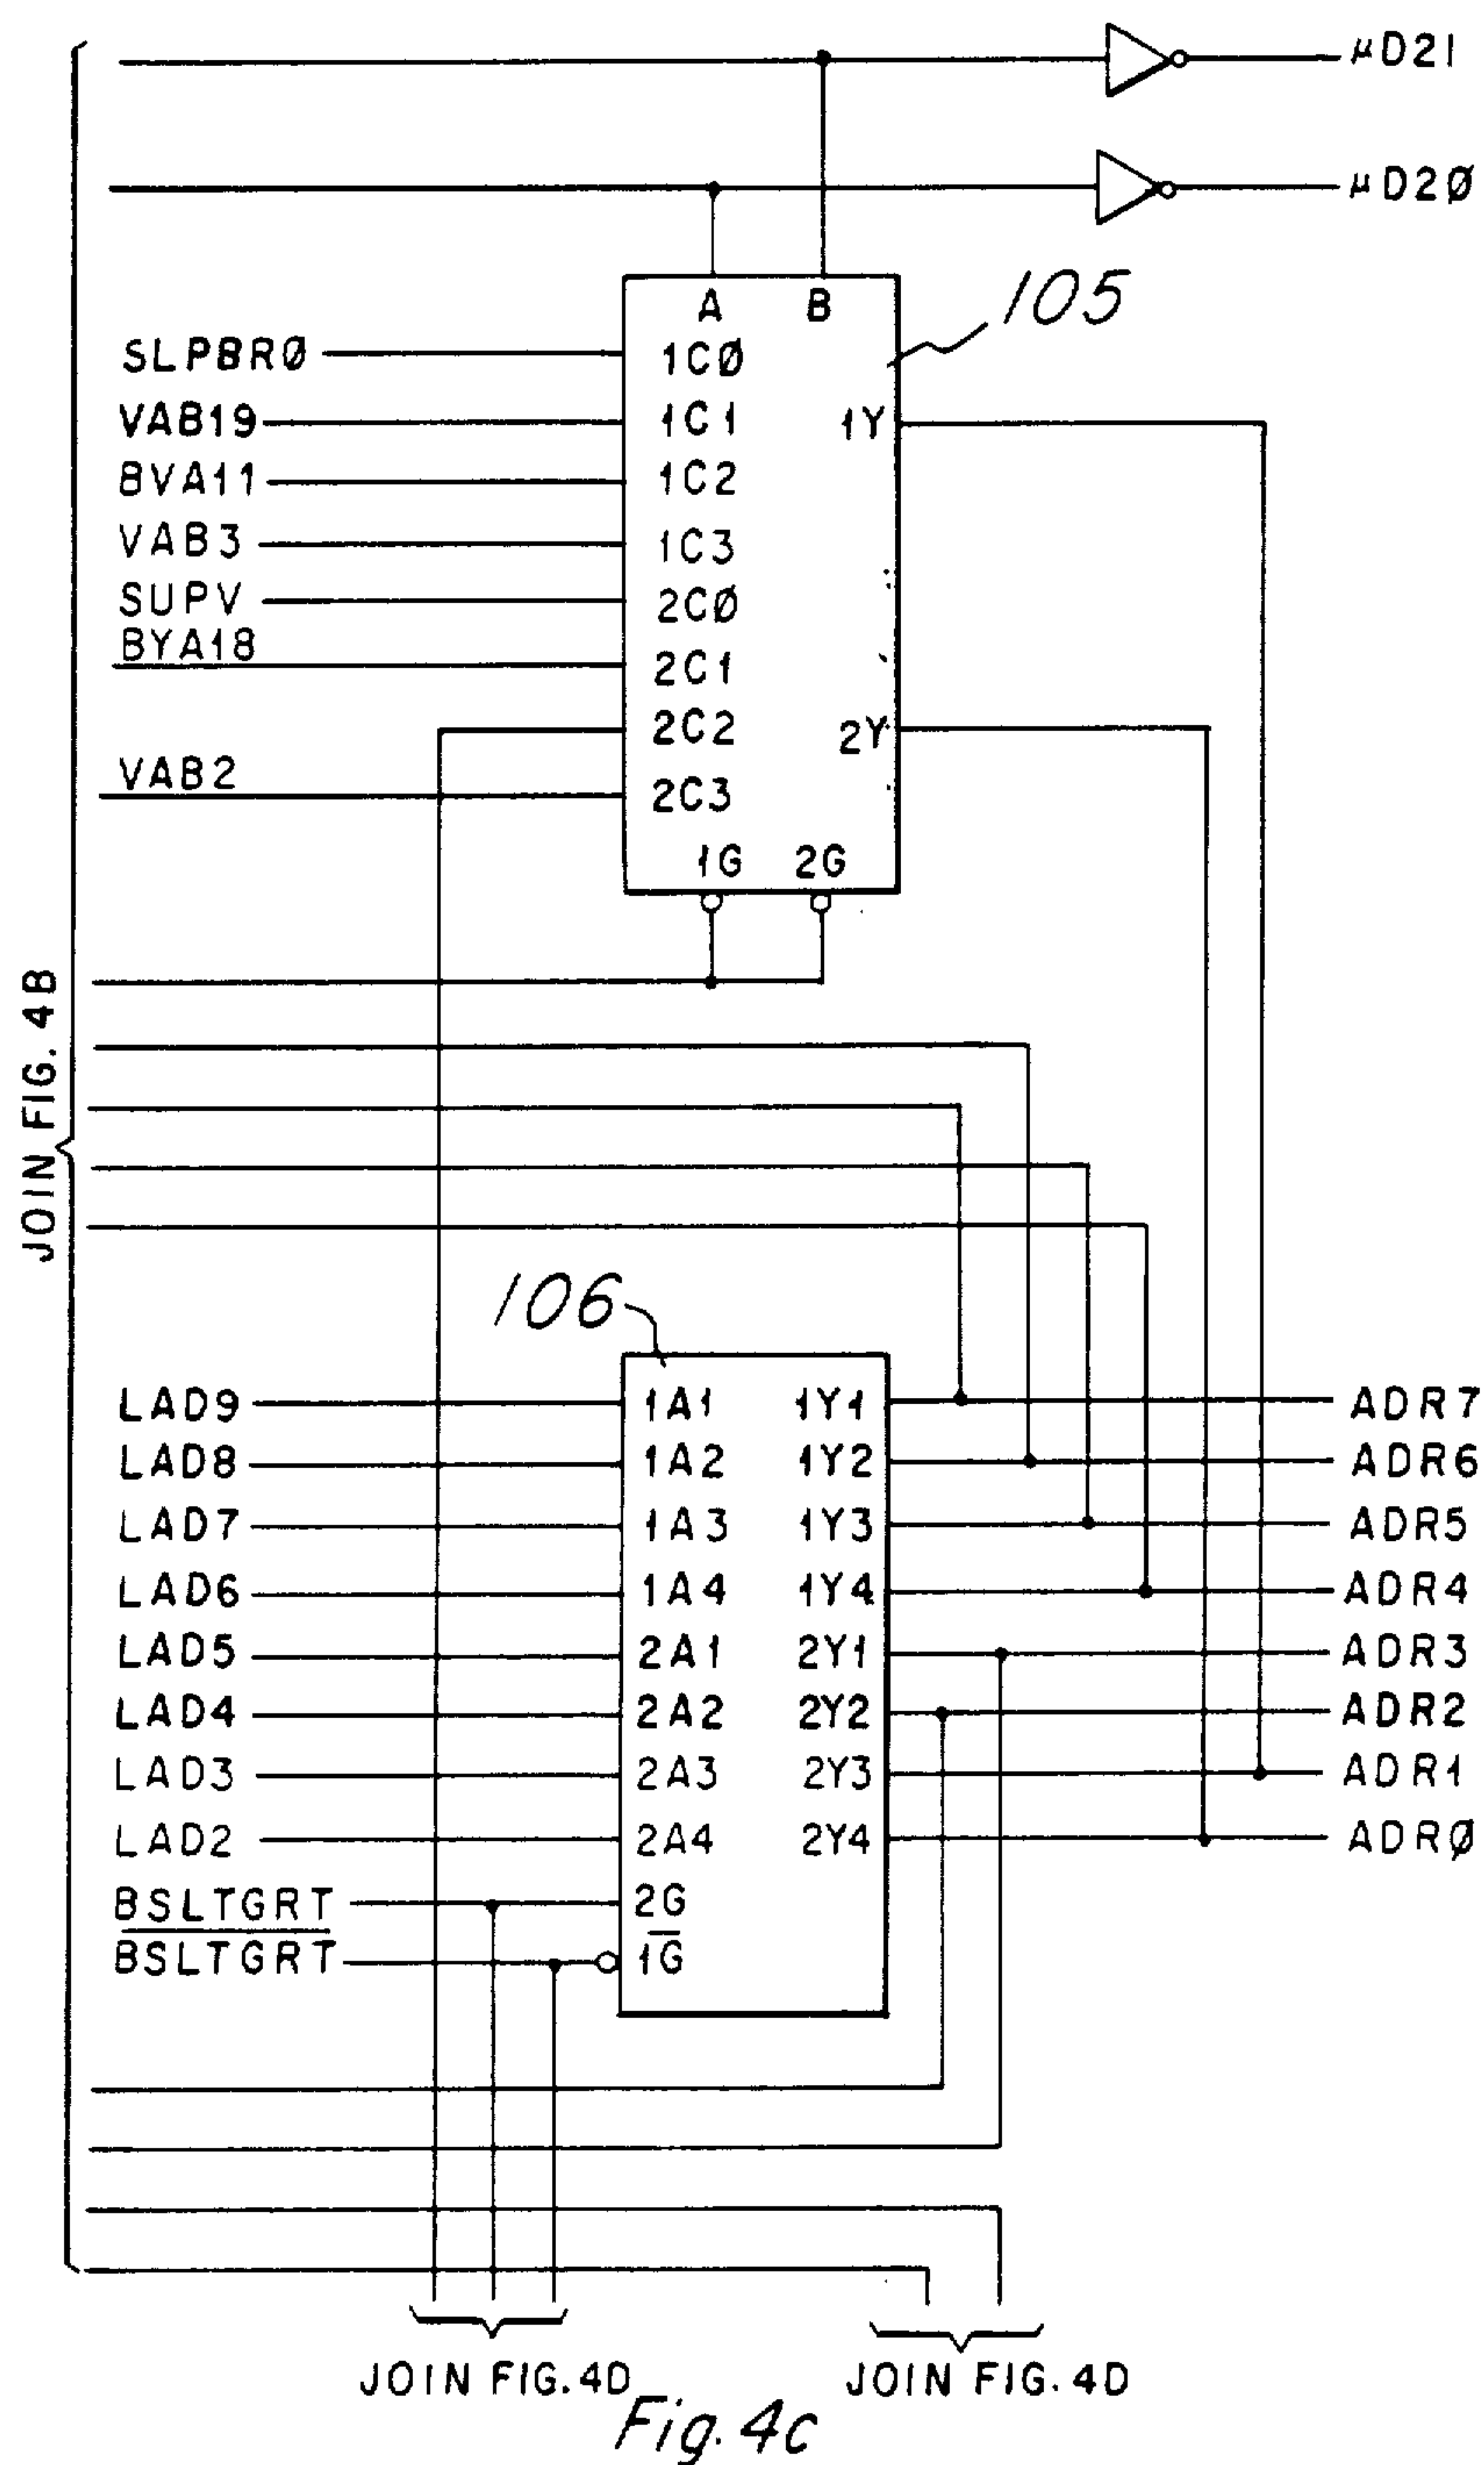 µD21
µD2Ø
105
A B
SLPBRØ 1CØ
VAB19 1C1 1Y
BVA11 1C2
VAB3 1C3
SUPV 2CØ
BYA18 2C1
2C2 2Y
VAB2 2C3
1G 2G
JOIN FIG. 4B
106
LAD9 1A1 1Y1 ADR7
LAD8 1A2 1Y2 ADR6
LAD7 1A3 1Y3 ADR5
LAD6 1A4 1Y4 ADR4
LAD5 2A1 2Y1 ADR3
LAD4 2A2 2Y2 ADR2
LAD3 2A3 2Y3 ADR1
LAD2 2A4 2Y4 ADRØ
BSLTGRT 2G
B̅S̅L̅T̅G̅R̅T̅ 1G̅
JOIN FIG. 4D JOIN FIG. 4D
Fig. 4c